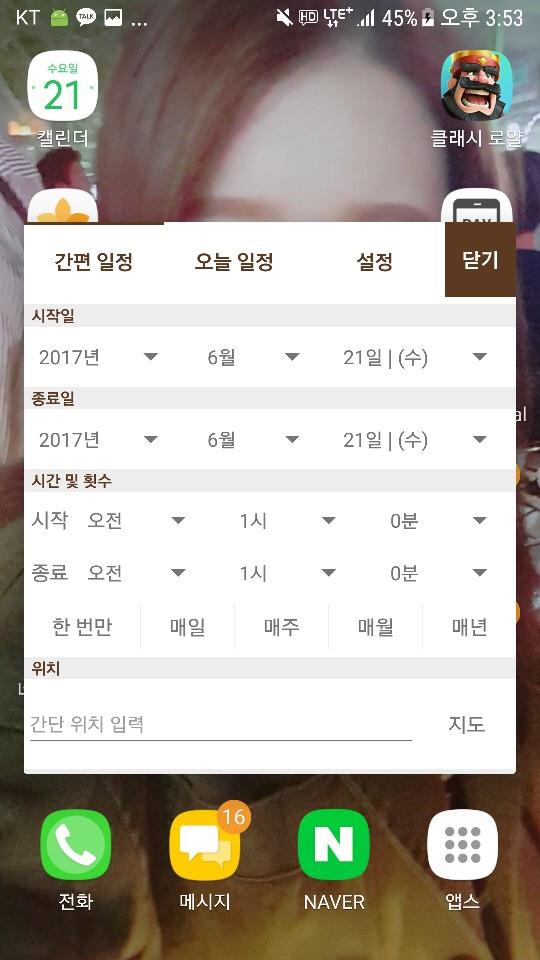 KT TALK ... HD LTE+ 45% 오후 3:53
수요일
21
캘린더 클래시 로얄
간편 일정 오늘 일정 설정 닫기
시작일
2017년 6월 21일 | (수)
종료일
al
2017년 6월 21일 | (수)
시간 및 횟수
시작 오전 1시 0분
종료 오전 1시 0분
한 번만 매일 매주 매월 매년
위치
간단 위치 입력 지도
16
N
전화 메시지 NAVER 앱스